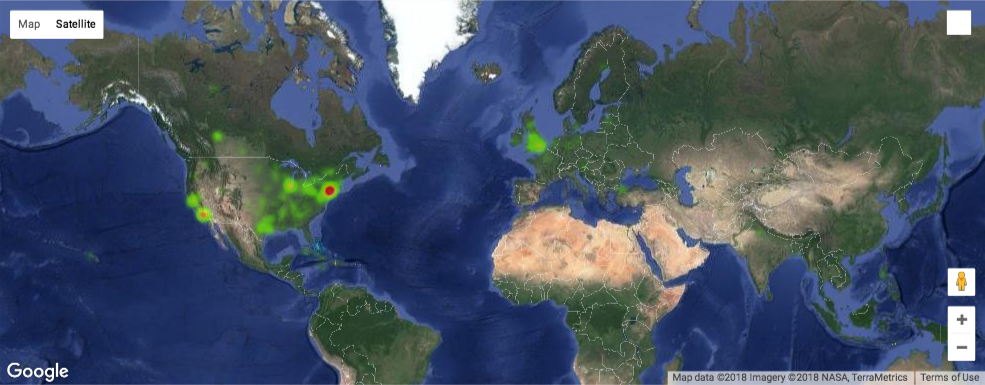 Map Satellite
+
−
Google
Map data ©2018 Imagery ©2018 NASA, TerraMetrics Terms of Use